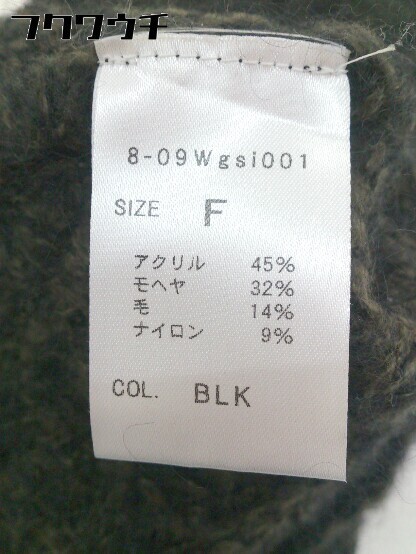 フクワウチ
8-09Wgsi001
SIZE F
アクリル 45%
モヘヤ 32%
毛 14%
ナイロン 9%
COL. BLK